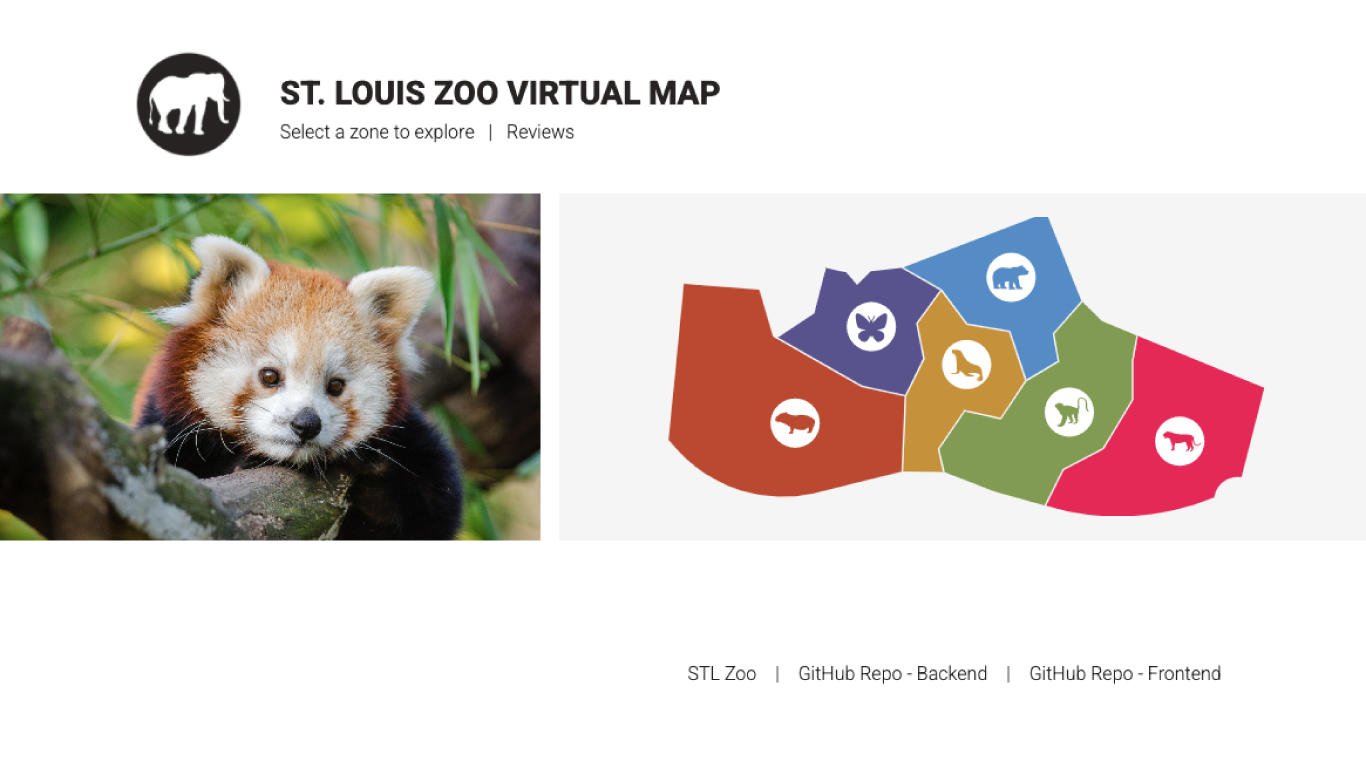 ST. LOUIS ZOO VIRTUAL MAP
Select a zone to explore | Reviews
STL Zoo | GitHub Repo - Backend | GitHub Repo - Frontend